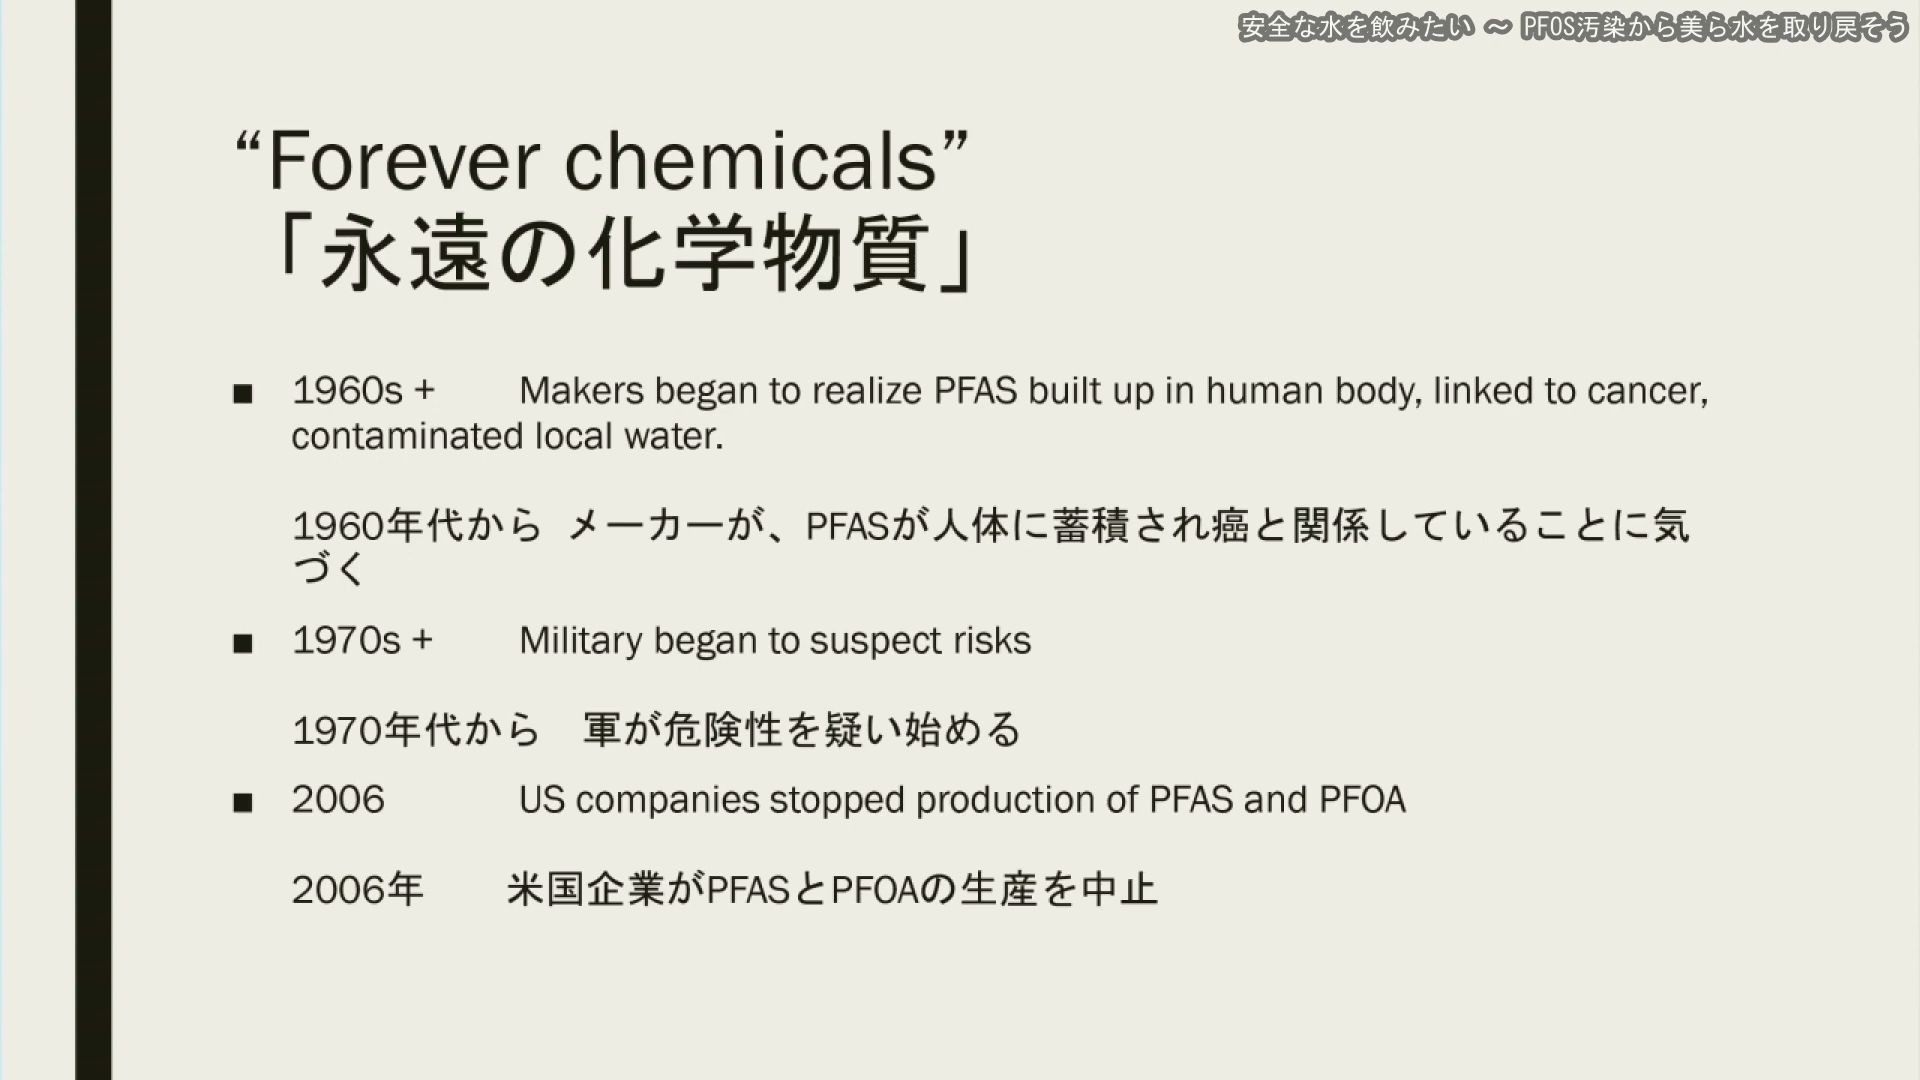 安全な水を飲みたい ～ PFOS汚染から美ら水を取り戻そう
“Forever chemicals”
「永遠の化学物質」
■ 1960s + Makers began to realize PFAS built up in human body, linked to cancer,
contaminated local water.
1960年代から メーカーが、PFASが人体に蓄積され癌と関係していることに気
づく
■ 1970s + Military began to suspect risks
1970年代から 軍が危険性を疑い始める
■ 2006 US companies stopped production of PFAS and PFOA
2006年 米国企業がPFASとPFOAの生産を中止